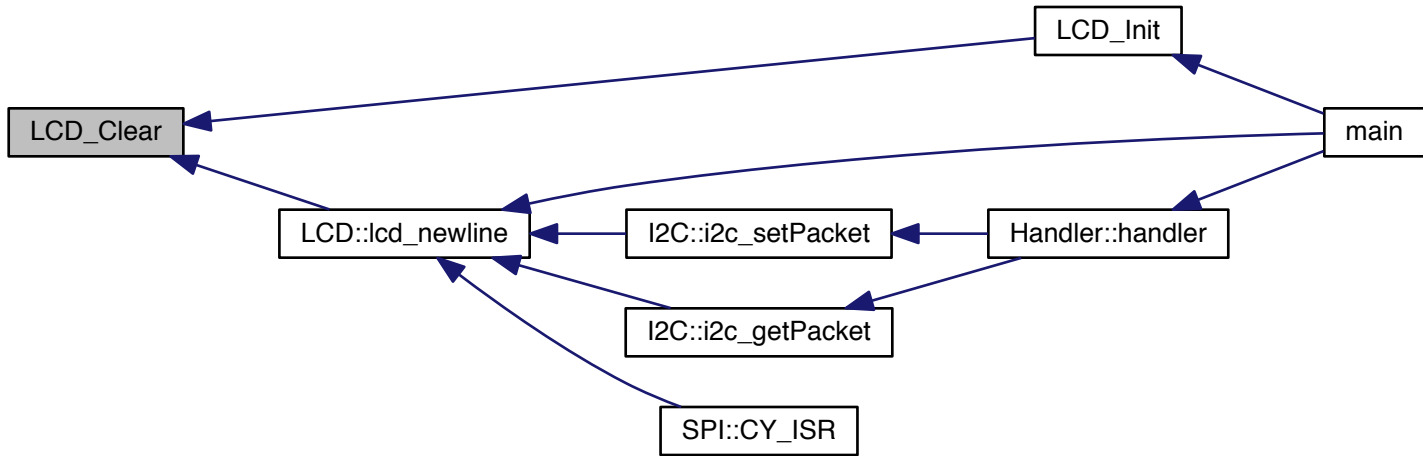 LCD_Init
LCD_Clear
main
LCD::lcd_newline
I2C::i2c_setPacket
Handler::handler
I2C::i2c_getPacket
SPI::CY_ISR